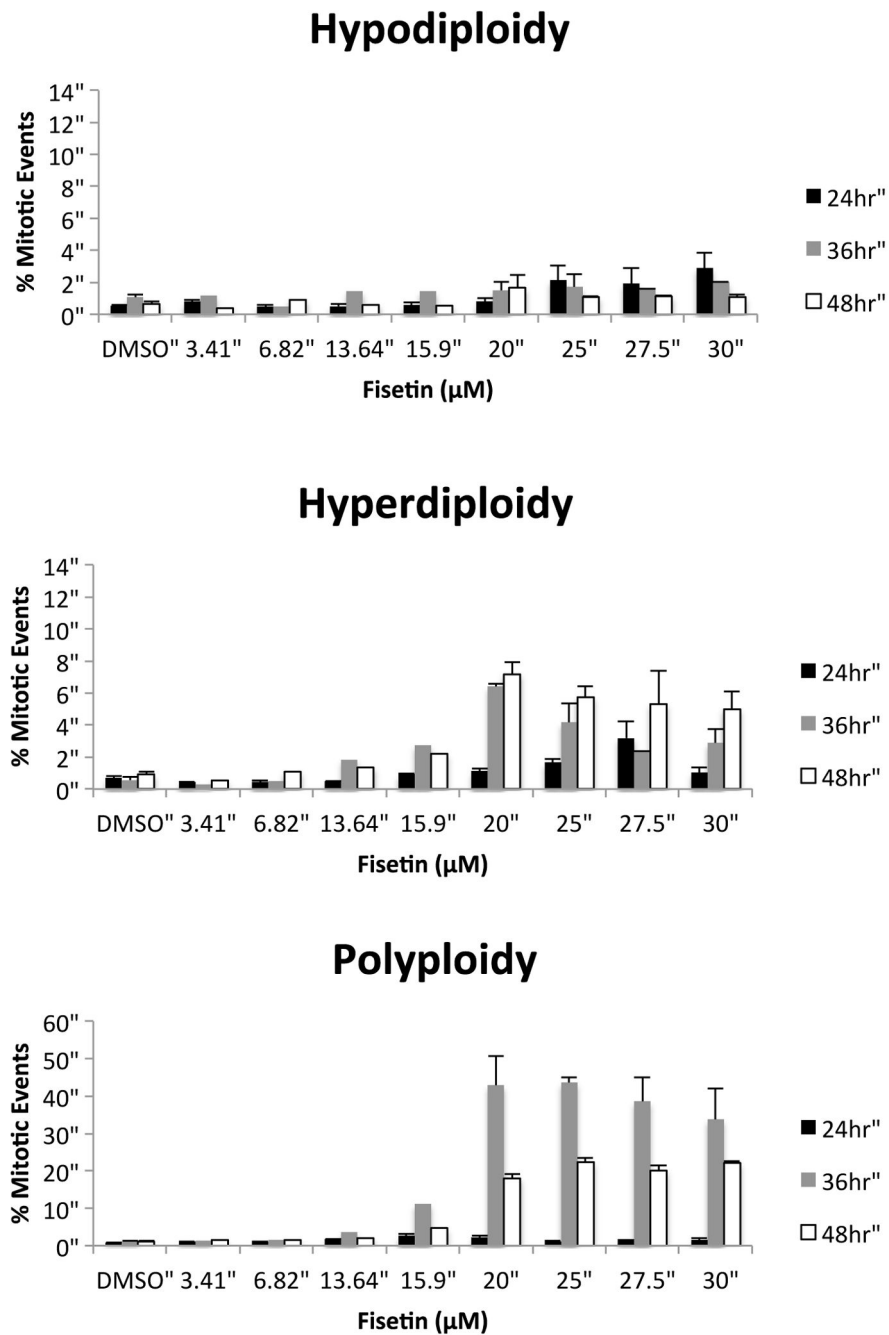 Hypodiploidy
14"
12"
10"
8"
6"
4"
2"
0"
% Mitotic Events
DMSO" 3.41" 6.82" 13.64" 15.9" 20" 25" 27.5" 30"
Fisetin (µM)
24hr"
36hr"
48hr"
Hyperdiploidy
14"
12"
10"
8"
6"
4"
2"
0"
% Mitotic Events
DMSO" 3.41" 6.82" 13.64" 15.9" 20" 25" 27.5" 30"
Fisetin (µM)
24hr"
36hr"
48hr"
Polyploidy
60"
50"
40"
30"
20"
10"
0"
% Mitotic Events
DMSO" 3.41" 6.82" 13.64" 15.9" 20" 25" 27.5" 30"
Fisetin (µM)
24hr"
36hr"
48hr"